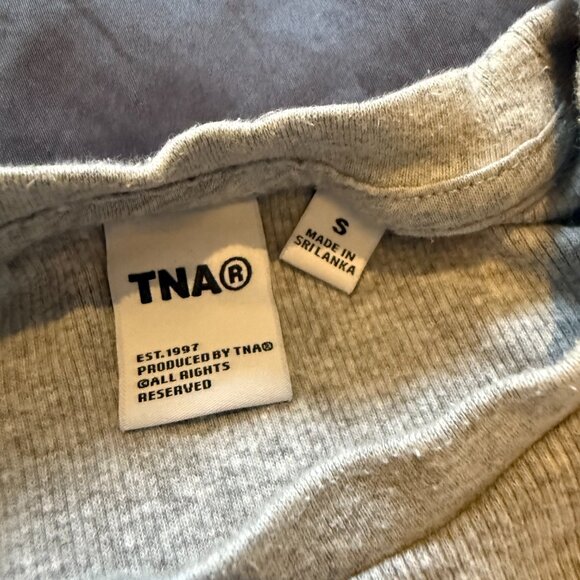 TNA®
EST.1997
PRODUCED BY TNA®
©ALL RIGHTS
RESERVED
S
MADE IN
SRI LANKA